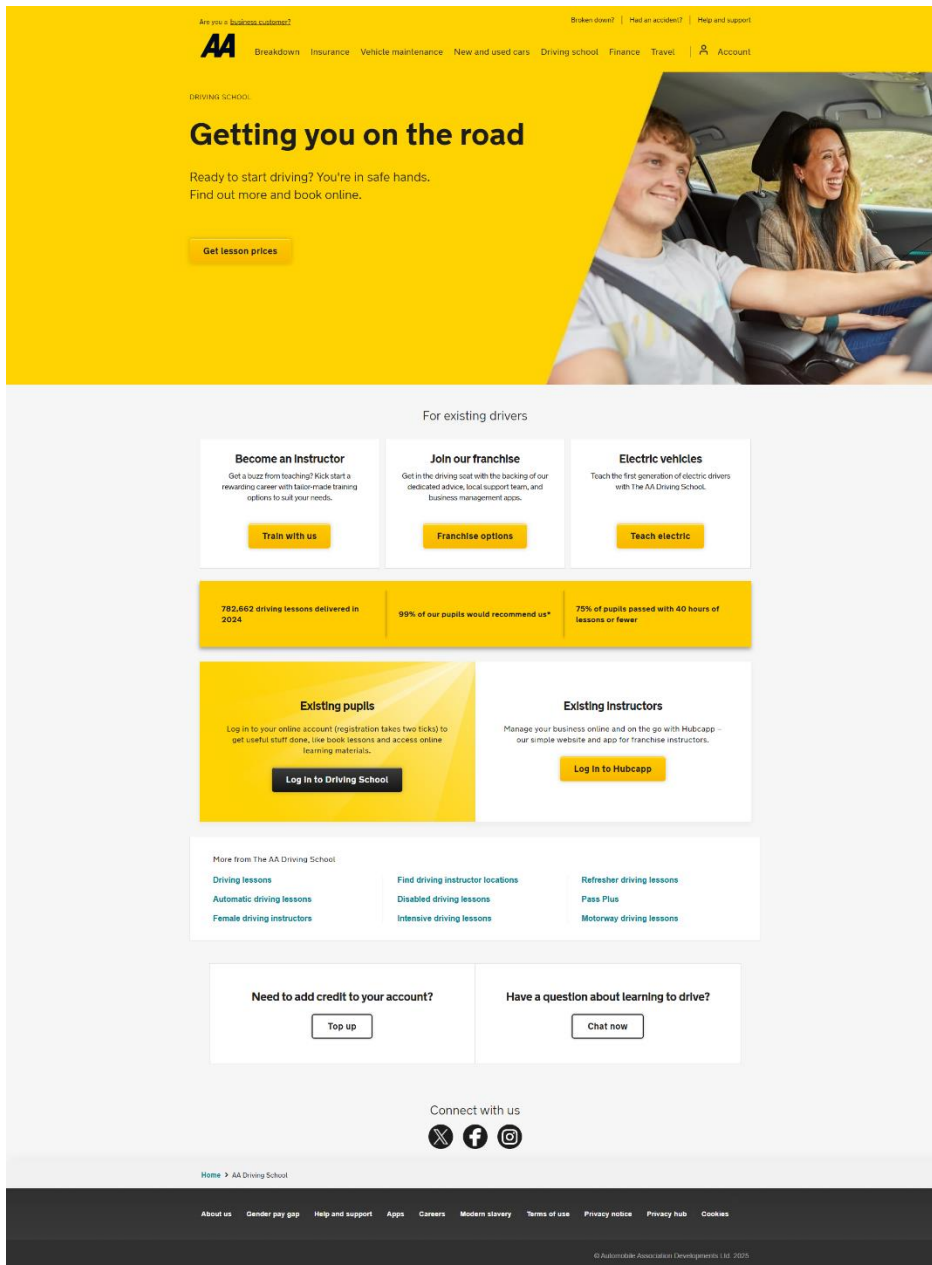 Are you a business customer?
Broken down? | Had an accident? | Help and support
AA
Breakdown Insurance Vehicle maintenance New and used cars Driving school Finance Travel | Account
DRIVING SCHOOL
Getting you on the road
Ready to start driving? You're in safe hands.
Find out more and book online.
Get lesson prices
For existing drivers
Become an instructor
Get a buzz from teaching? Kick start a
rewarding career with tailor-made training
options to suit your needs.
Train with us
Join our franchise
Get in the driving seat with the backing of our
dedicated advice, local support team, and
business management apps.
Franchise options
Electric vehicles
Teach the first generation of electric drivers
with The AA Driving School.
Teach electric
782,662 driving lessons delivered in
2024
99% of our pupils would recommend us*
75% of pupils passed with 40 hours of
lessons or fewer
Existing pupils
Log in to your online account (registration takes two ticks) to
get useful stuff done, like book lessons and access online
learning materials.
Log in to Driving School
Existing instructors
Manage your business online and on the go with Hubcapp –
our simple website and app for franchise instructors.
Log in to Hubcapp
More from The AA Driving School
Driving lessons
Find driving instructor locations
Refresher driving lessons
Automatic driving lessons
Disabled driving lessons
Pass Plus
Female driving instructors
Intensive driving lessons
Motorway driving lessons
Need to add credit to your account?
Top up
Have a question about learning to drive?
Chat now
Connect with us
Home > AA Driving School
About us Gender pay gap Help and support Apps Careers Modern slavery Terms of use Privacy notice Privacy hub Cookies
© Automobile Association Developments Ltd. 2025